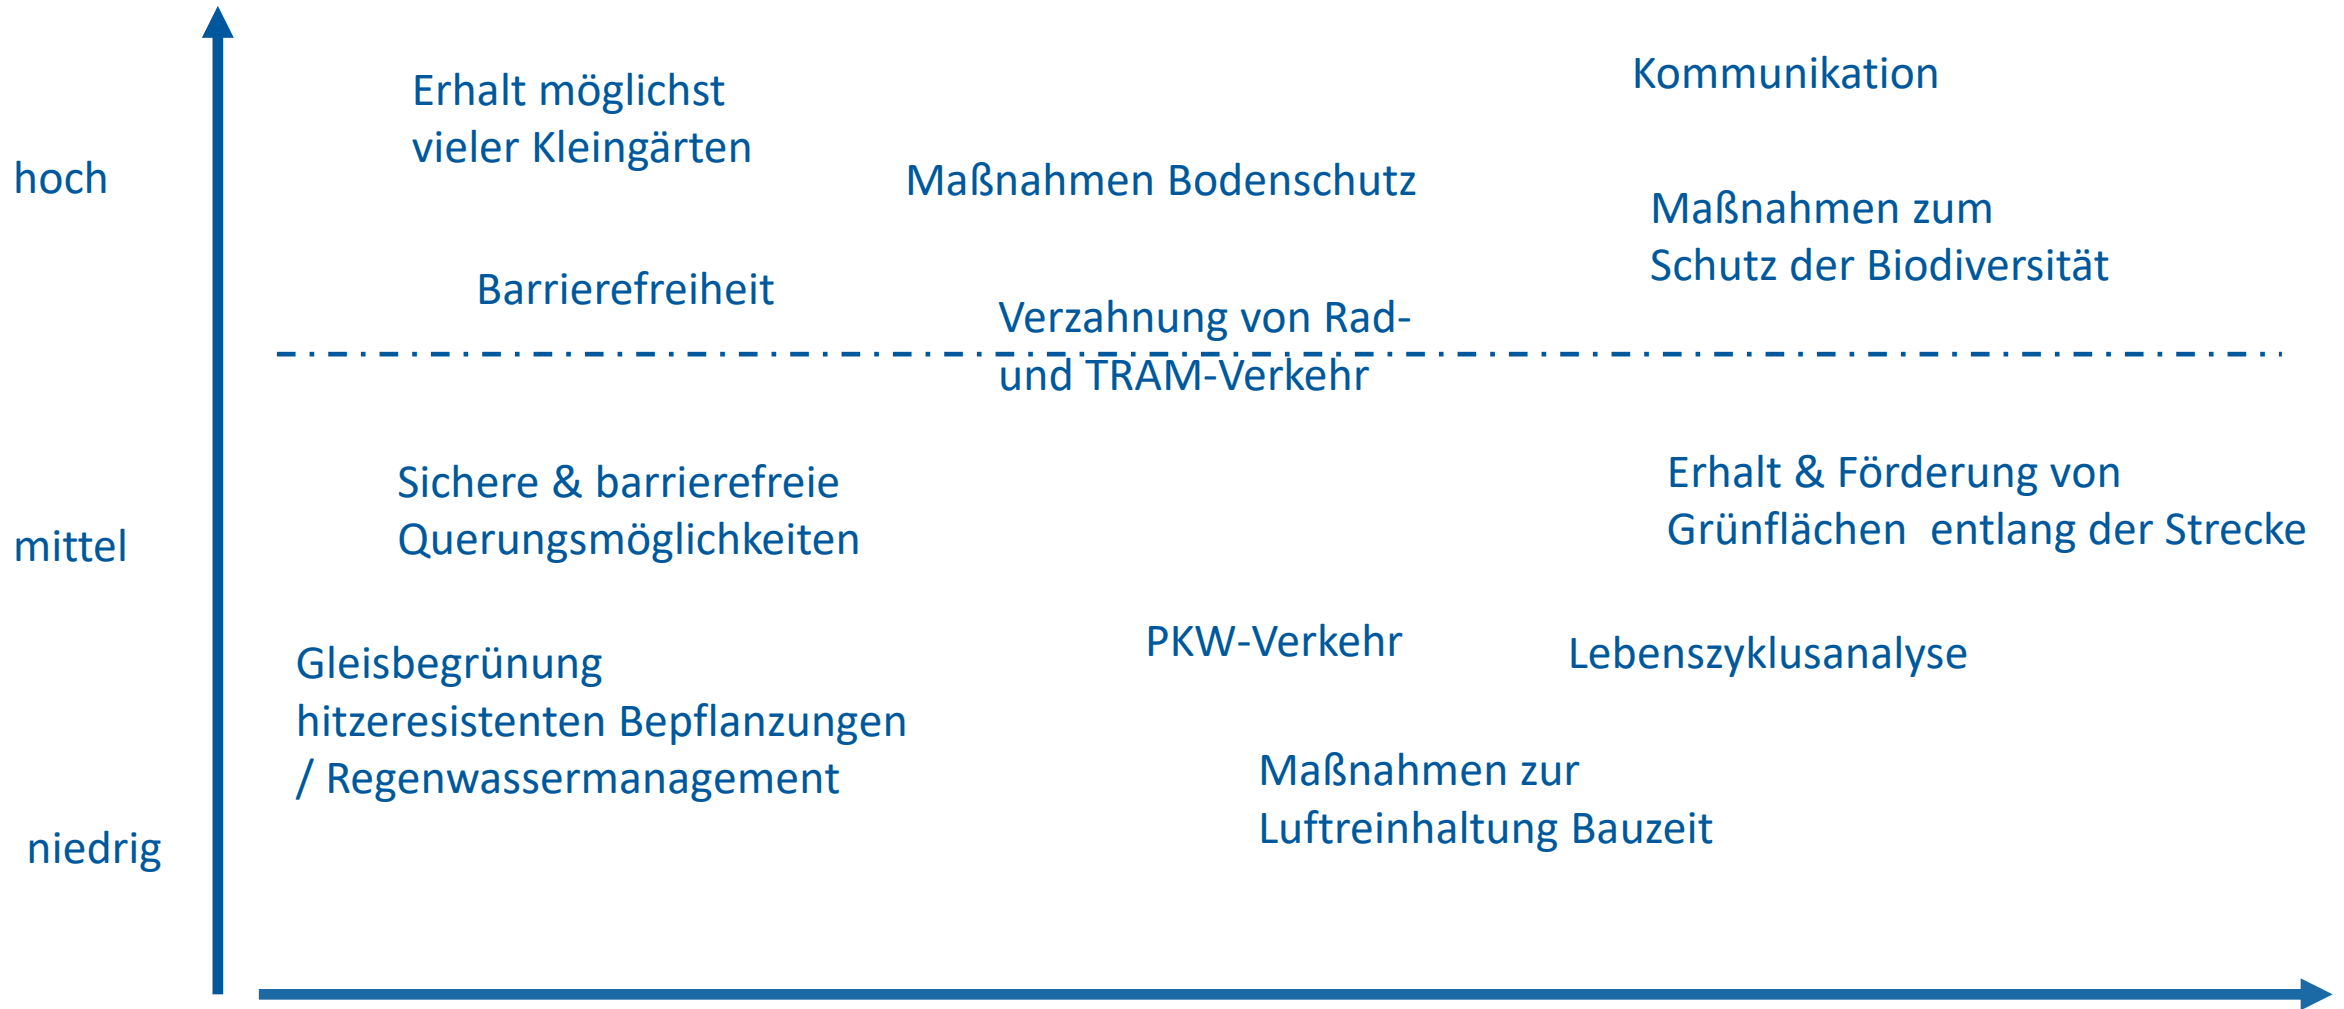 Erhalt möglichst
vieler Kleingärten
Kommunikation
hoch
Maßnahmen Bodenschutz
Maßnahmen zum
Schutz der Biodiversität
Barrierefreiheit
Verzahnung von Rad-
und TRAM-Verkehr
Sichere & barrierefreie
Querungsmöglichkeiten
Erhalt & Förderung von
Grünflächen  entlang der Strecke
mittel
PKW-Verkehr
Lebenszyklusanalyse
Gleisbegrünung
hitzeresistenten Bepflanzungen
/ Regenwassermanagement
Maßnahmen zur
Luftreinhaltung Bauzeit
niedrig